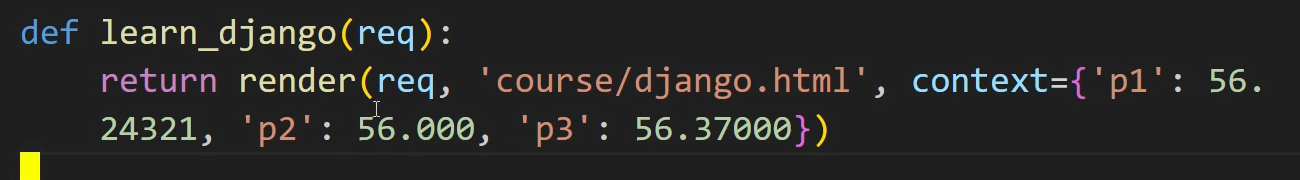 def learn_django(req):
    return render(req, 'course/django.html', context={'p1': 56.
    24321, 'p2': 56.000, 'p3': 56.37000})